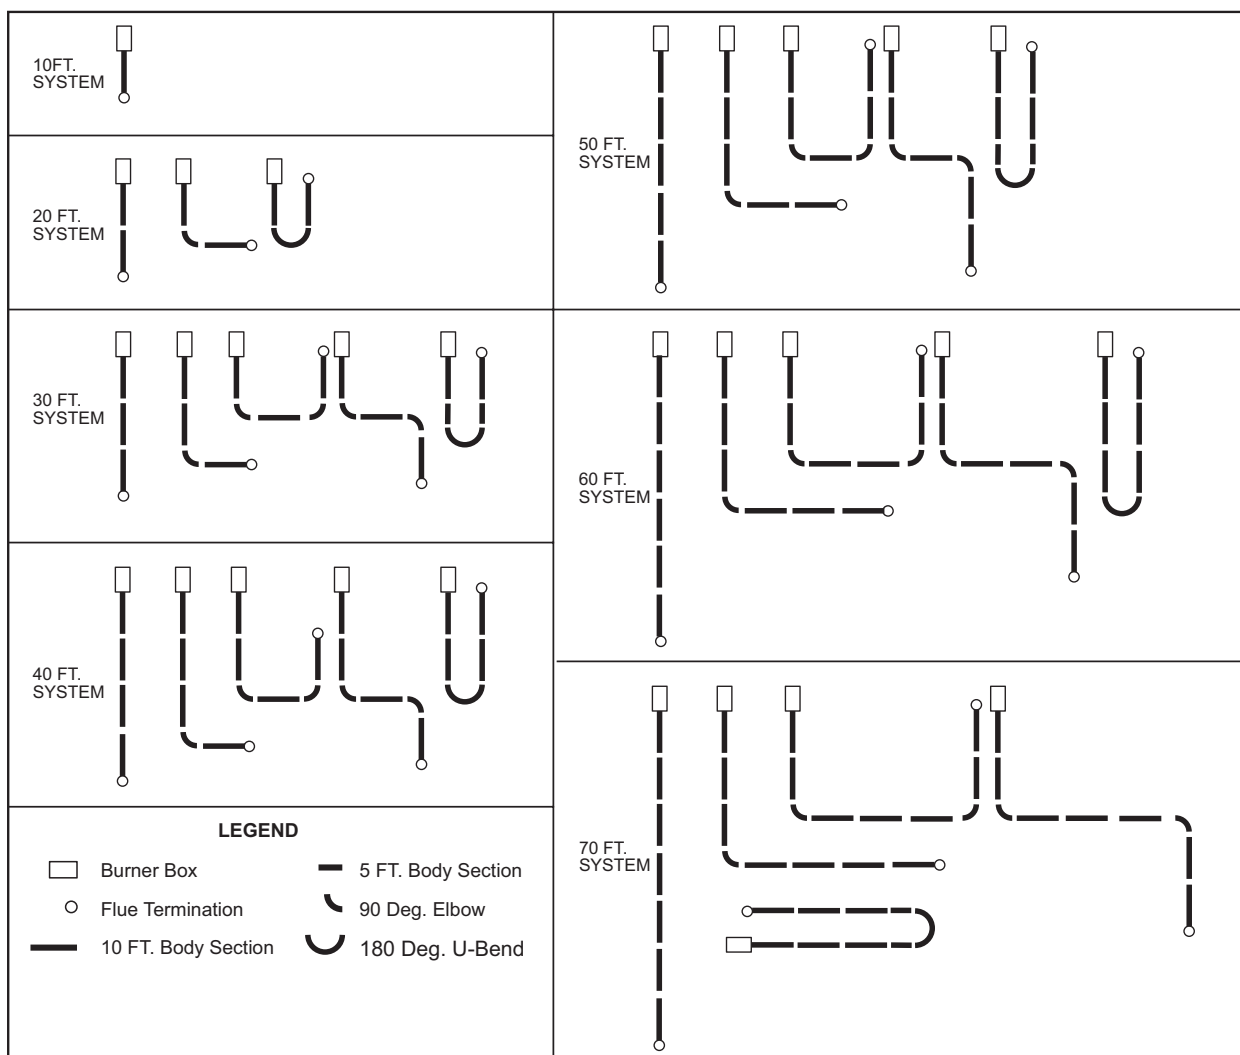 10FT.
SYSTEM
20 FT.
SYSTEM
30 FT.
SYSTEM
40 FT.
SYSTEM
50 FT.
SYSTEM
60 FT.
SYSTEM
70 FT.
SYSTEM
LEGEND
Burner Box
Flue Termination
10 FT. Body Section
5 FT. Body Section
90 Deg. Elbow
180 Deg. U-Bend